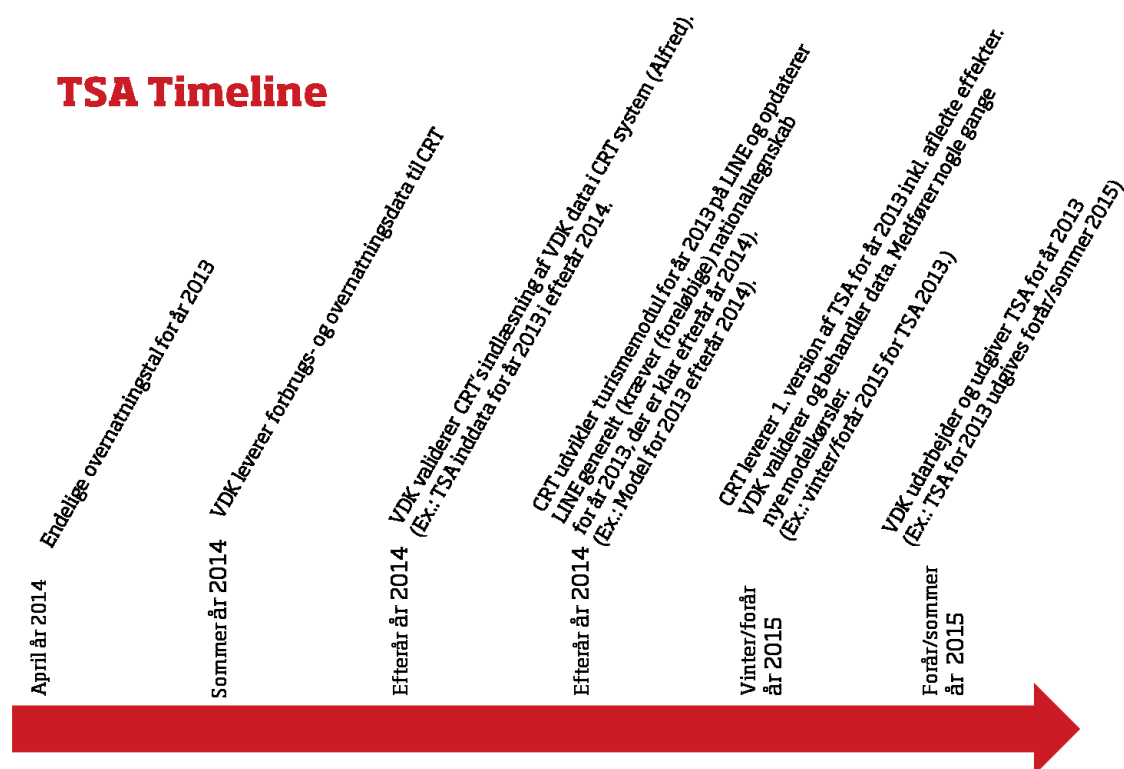 TSA Timeline
April år 2014
Endelige overnatningstal for år 2013
Sommer år 2014
VDK leverer forbrugs- og overnatningsdata til CRT
Efterår år 2014
VDK validerer CRT's indlæsning af VDK data i CRT system (Alfred).
(Ex.: TSA inddata for år 2013 i efterår 2014.
Efterår år 2014
CRT udvikler turismemodul for år 2013 på LINE og opdaterer
LINE generelt (kræver (foreløbige) nationalregnskab
for år 2013, der er klar efterår år 2014).
(Ex.: Model for 2013 efterår 2014).
Vinter/forår
år 2015
CRT leverer 1. version af TSA for år 2013 inkl. afledte effekter.
VDK validerer og behandler data. Medfører nogle gange
nye modelkørsler.
(Ex.: vinter/forår 2015 for TSA 2013.)
Forår/sommer
år 2015
VDK udarbejder og udgiver TSA for år 2013
(Ex.: TSA for 2013 udgives forår/sommer 2015)